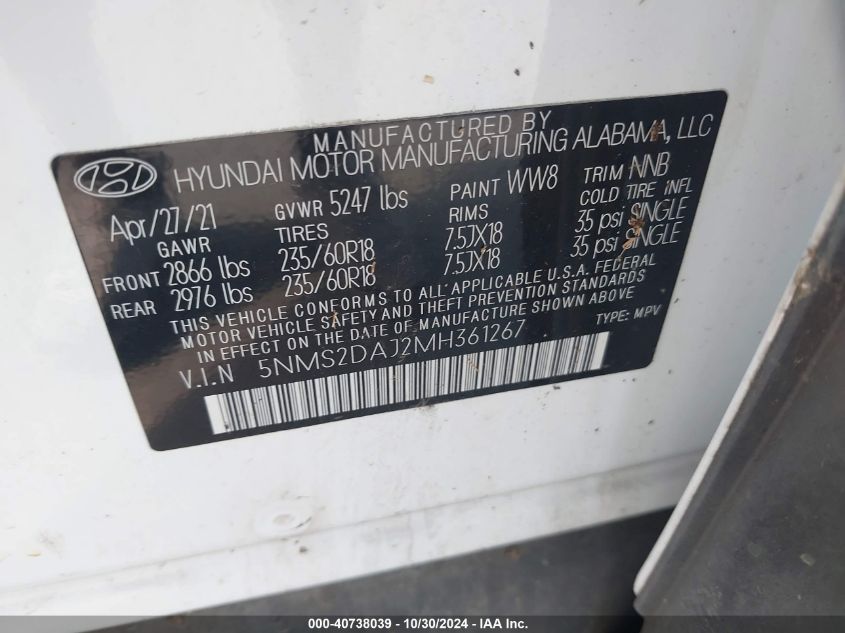 MANUFACTURED BY
HYUNDAI MOTOR MANUFACTURING ALABAMA, LLC
Apr/27/21 GVWR 5247 lbs PAINT WW8 TRIM NNB
GAWR TIRES RIMS COLD TIRE INFL
FRONT 2866 lbs 235/60R18 7.5JX18 35 psi SINGLE
REAR 2976 lbs 235/60R18 7.5JX18 35 psi SINGLE
THIS VEHICLE CONFORMS TO ALL APPLICABLE U.S.A. FEDERAL
MOTOR VEHICLE SAFETY AND THEFT PREVENTION STANDARDS
IN EFFECT ON THE DATE OF MANUFACTURE SHOWN ABOVE
V.I.N 5NMS2DAJ2MH361267 TYPE: MPV
000-40738039 - 10/30/2024 - IAA Inc.